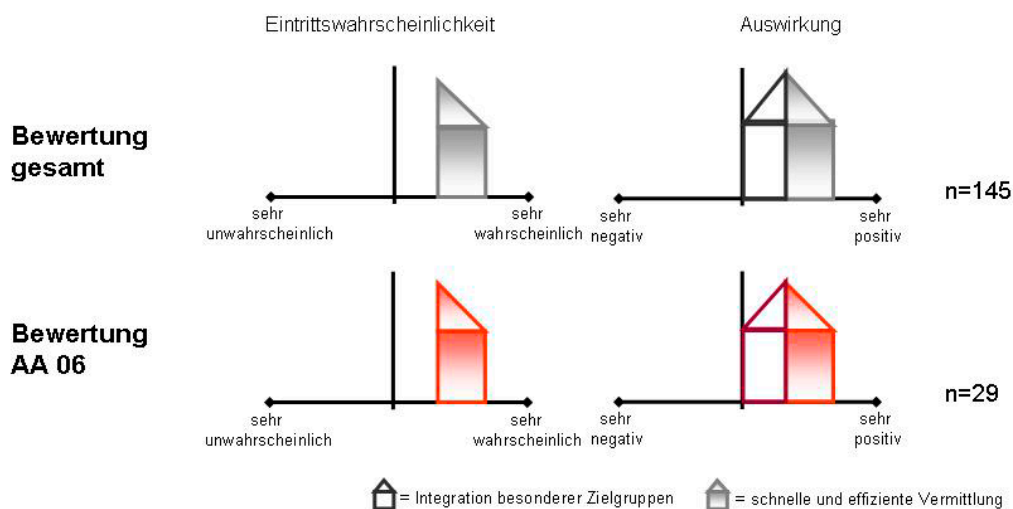 Eintrittswahrscheinlichkeit
Auswirkung
Bewertung
gesamt
n=145
sehr
unwahrscheinlich
sehr
wahrscheinlich
sehr
negativ
sehr
positiv
Bewertung
AA 06
n=29
sehr
unwahrscheinlich
sehr
wahrscheinlich
sehr
negativ
sehr
positiv
= Integration besonderer Zielgruppen
= schnelle und effiziente Vermittlung